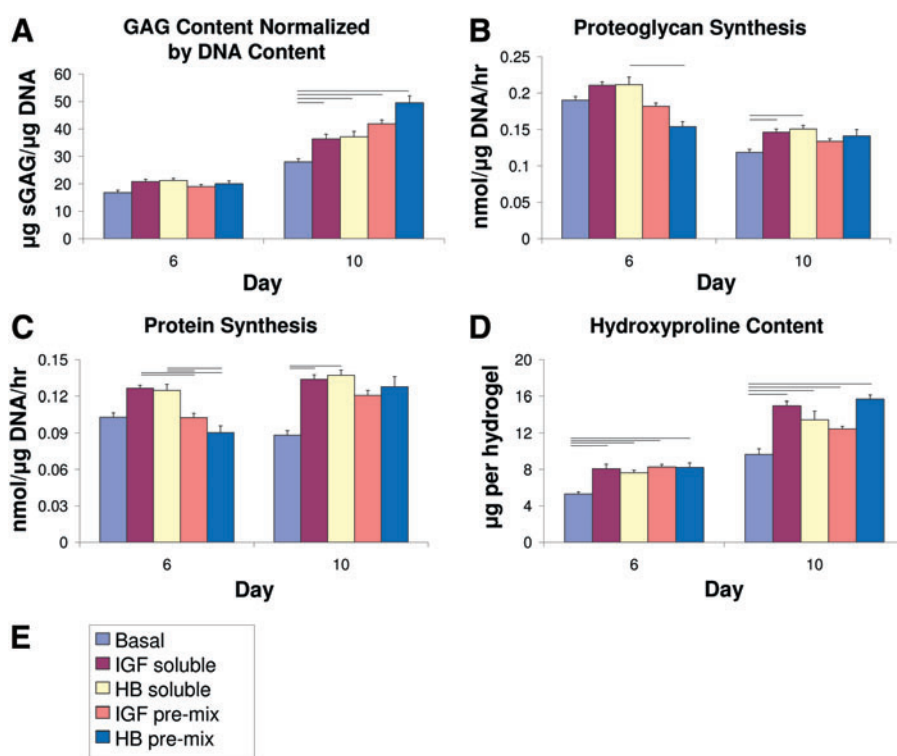 A
GAG Content Normalized
by DNA Content
µg sGAG/µg DNA
60
50
40
30
20
10
0
6
10
Day
B
Proteoglycan Synthesis
nmol/µg DNA/hr
0.25
0.2
0.15
0.1
0.05
0
6
10
Day
C
Protein Synthesis
nmol/µg DNA/hr
0.15
0.12
0.09
0.06
0.03
0
6
10
Day
D
Hydroxyproline Content
µg per hydrogel
20
16
12
8
4
0
6
10
Day
E
Basal
IGF soluble
HB soluble
IGF pre-mix
HB pre-mix